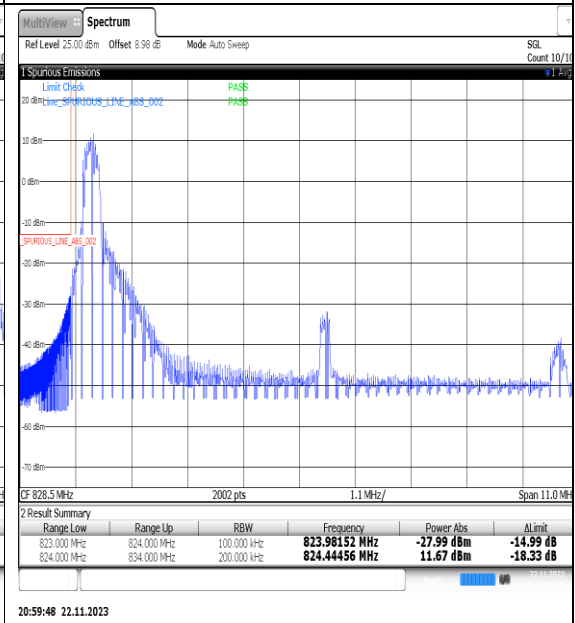 MultiView Spectrum
Ref Level 25.00 dBm Offset 8.98 dB Mode Auto Sweep SGL
Count 10/10
1 Spurious Emissions 1 Avg
Limit Check PASS
20 dBm Line_SPURIOUS_LINE_ABS_002 PASS
10 dBm
0 dBm
-10 dBm
_SPURIOUS_LINE_ABS_002
-20 dBm
-30 dBm
-40 dBm
-60 dBm
-70 dBm
CF 828.5 MHz 2002 pts 1.1 MHz/ Span 11.0 MH
2 Result Summary
Range Low Range Up RBW Frequency Power Abs ΔLimit
823.000 MHz 824.000 MHz 100.000 kHz 823.98152 MHz -27.99 dBm -14.99 dB
824.000 MHz 834.000 MHz 200.000 kHz 824.44456 MHz 11.67 dBm -18.33 dB
20:59:48 22.11.2023